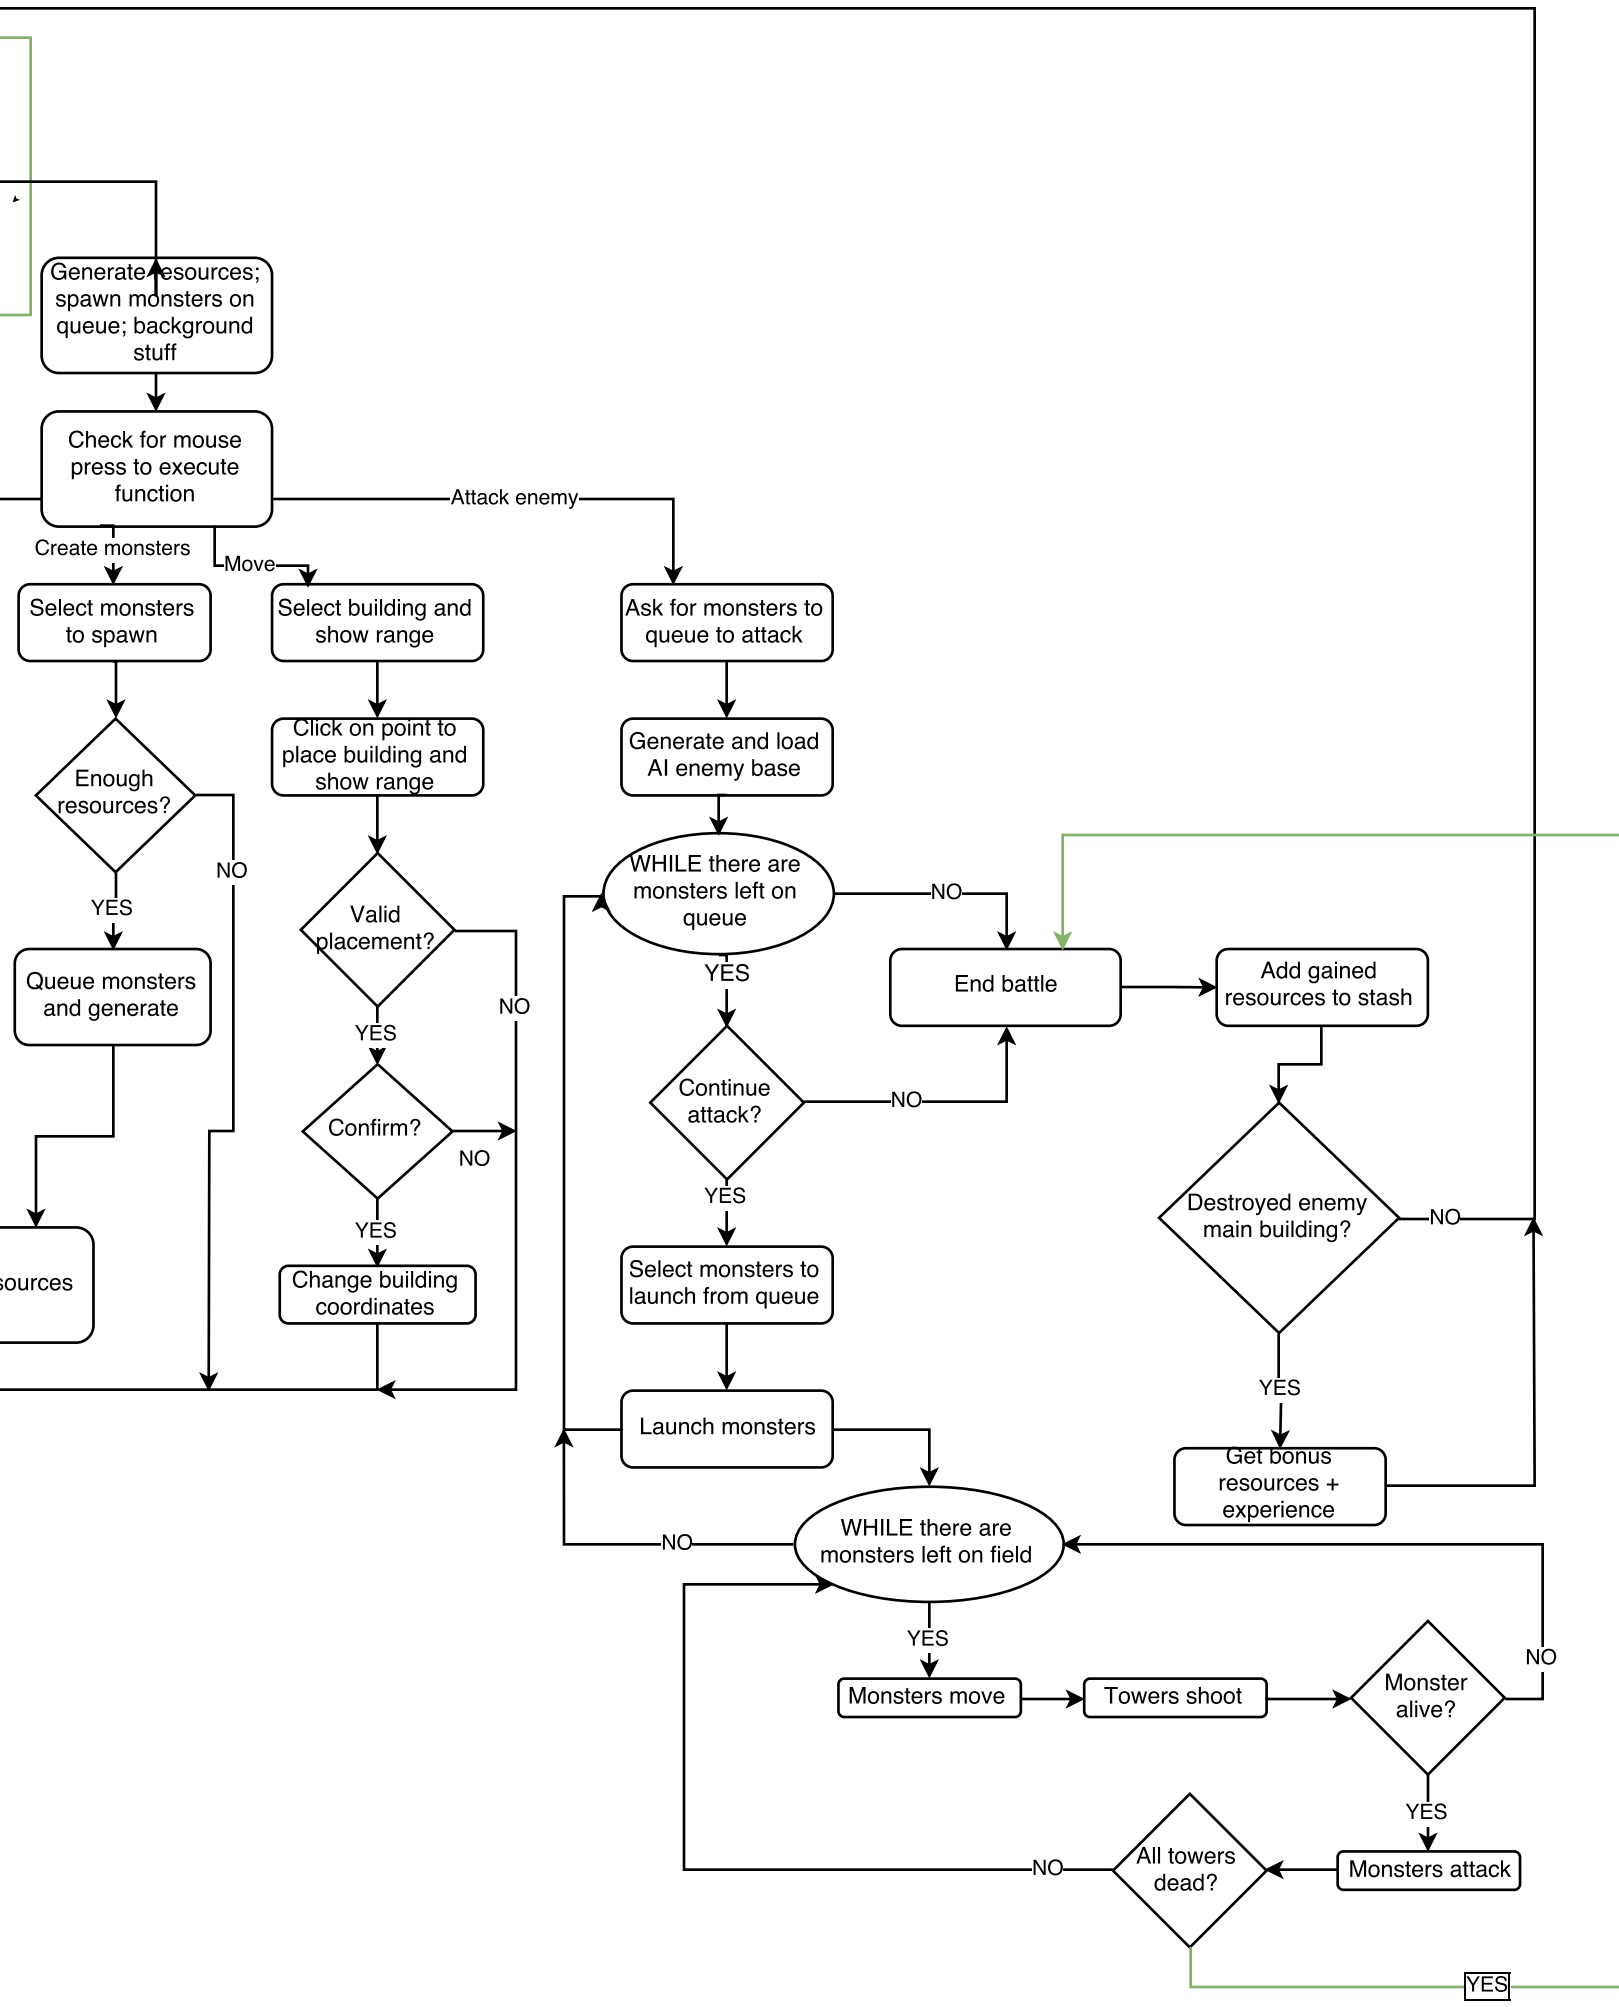 Generate resources;
spawn monsters on
queue; background
stuff
Check for mouse
press to execute
function
Attack enemy
Create monsters
Move
Select monsters
to spawn
Select building and
show range
Ask for monsters to
queue to attack
Click on point to
place building and
show range
Generate and load
AI enemy base
Enough
resources?
NO
YES
Valid
placement?
NO
YES
WHILE there are
monsters left on
queue
NO
YES
Queue monsters
and generate
End battle
Add gained
resources to stash
Confirm?
NO
YES
Continue
attack?
NO
YES
Destroyed enemy
main building?
NO
YES
sources
Change building
coordinates
Select monsters to
launch from queue
Launch monsters
Get bonus
resources +
experience
WHILE there are
monsters left on field
NO
YES
Monsters move
Towers shoot
Monster
alive?
NO
YES
Monsters attack
All towers
dead?
NO
YES